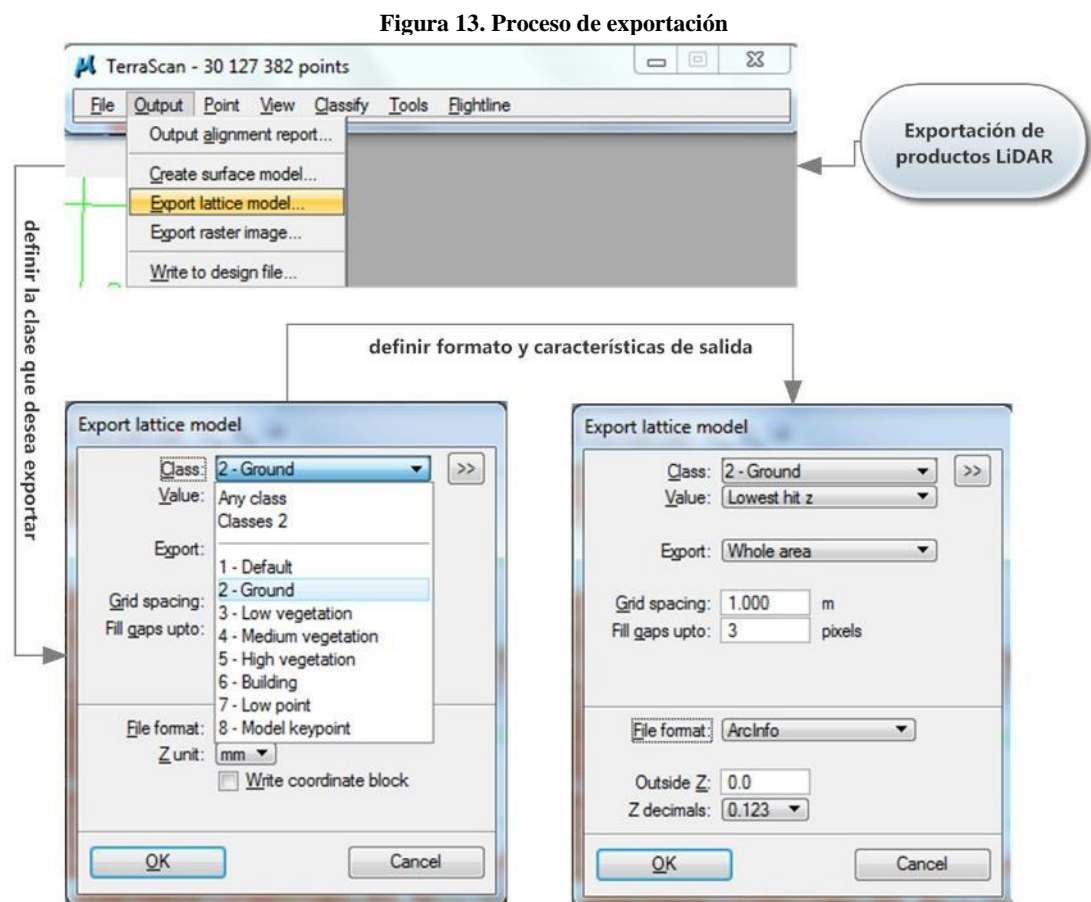 Figura 13. Proceso de exportación
TerraScan - 30 127 382 points
File Output Point View Classify Tools Flightline
Output alignment report...
Create surface model...
Export lattice model...
Export raster image...
Write to design file...
Exportación de
productos LiDAR
definir la clase que desea exportar
definir formato y características de salida
Export lattice model
Class: 2 - Ground >>
Value:
Any class
Classes 2
Export:
1 - Default
2 - Ground
Grid spacing:
3 - Low vegetation
Fill gaps upto:
4 - Medium vegetation
5 - High vegetation
6 - Building
7 - Low point
File format:
8 - Model keypoint
Z unit: mm
Write coordinate block
OK Cancel
Export lattice model
Class: 2 - Ground >>
Value: Lowest hit z
Export: Whole area
Grid spacing: 1.000 m
Fill gaps upto: 3 pixels
File format: ArcInfo
Outside Z: 0.0
Z decimals: 0.123
OK Cancel